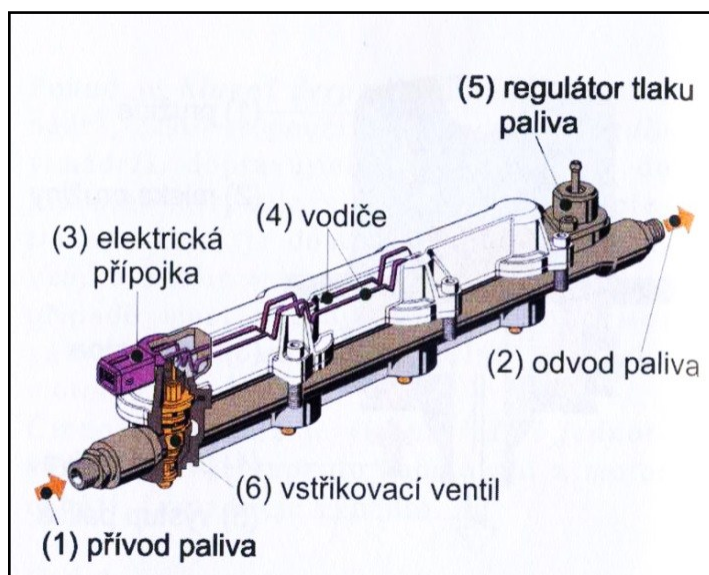 (5) regulátor tlaku
paliva
(4) vodiče
(3) elektrická
přípojka
(2) odvod paliva
(6) vstřikovací ventil
(1) přívod paliva